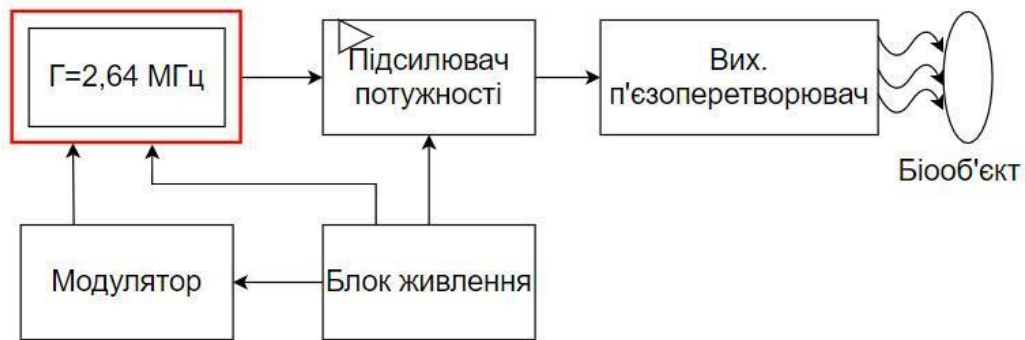 Г=2,64 МГц
Підсилювач
потужності
Вих.
п'єзоперетворювач
Біооб'єкт
Модулятор
Блок живлення